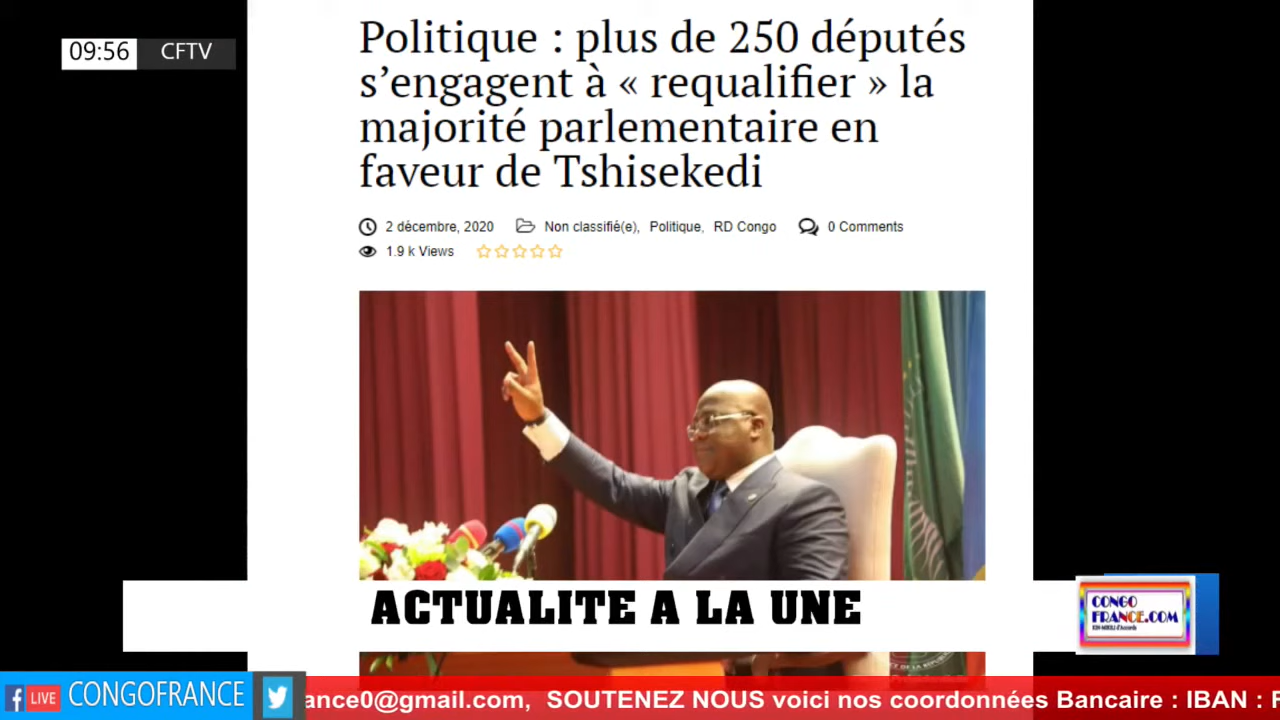 09:56 CFTV
Politique : plus de 250 députés
s’engagent à « requalifier » la
majorité parlementaire en
faveur de Tshisekedi
2 décembre, 2020 Non classifié(e), Politique, RD Congo 0 Comments
1.9 k Views
ACTUALITE A LA UNE
CONGO
FRANCE.COM
f LIVE CONGOFRANCE ance0@gmail.com, SOUTENEZ NOUS voici nos coordonnées Bancaire : IBAN :